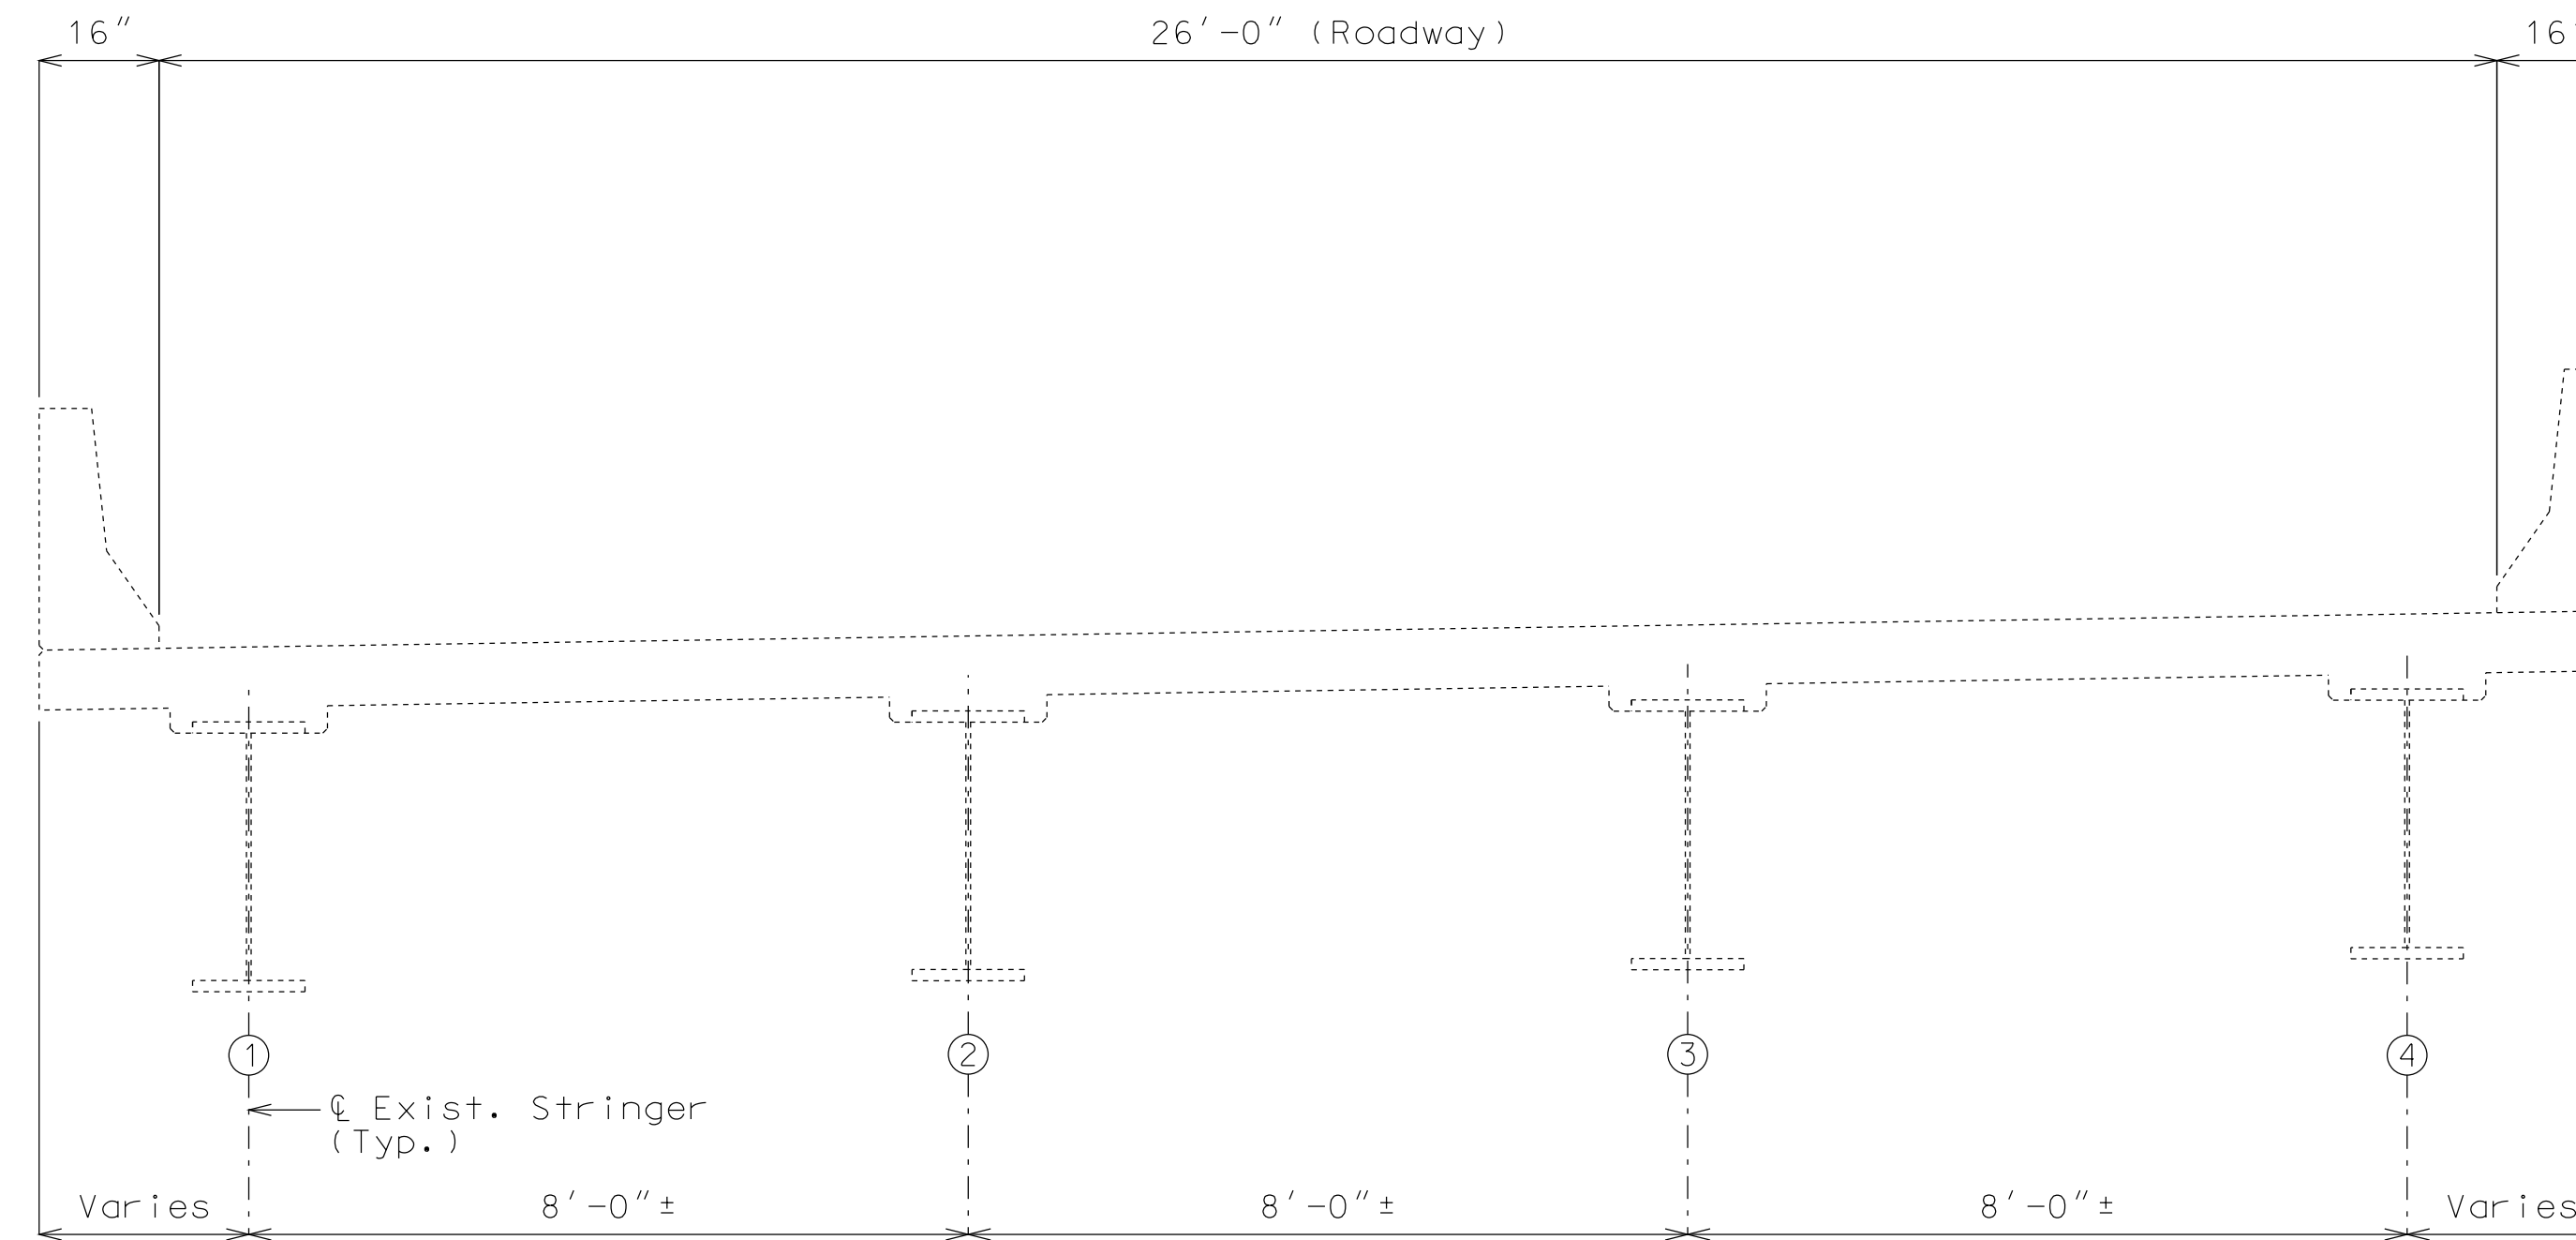 16" 26'-0" (Roadway) 16"
1 2 3 4
℄ Exist. Stringer
(Typ.)
Varies 8'-0"± 8'-0"± 8'-0"± Varies